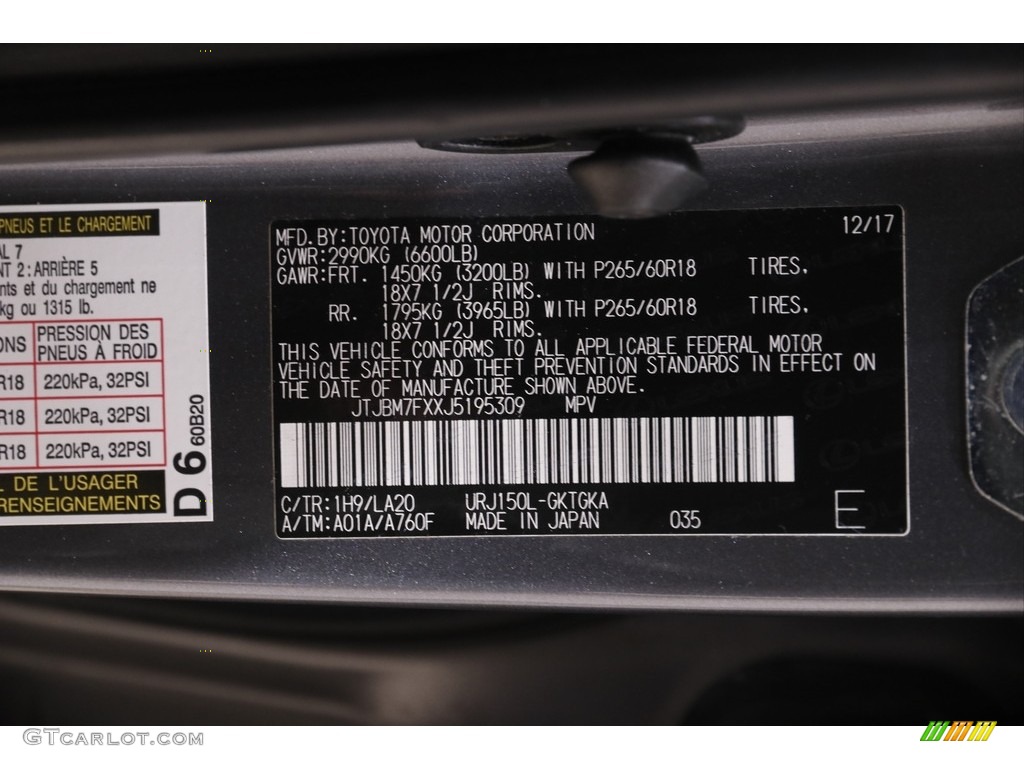 PNEUS ET LE CHARGEMENT
AL 7
NT 2 : ARRIÈRE 5
nts et du chargement ne
kg ou 1315 lb.
ONS PRESSION DES PNEUS À FROID
R18 220kPa, 32PSI
R18 220kPa, 32PSI
R18 220kPa, 32PSI
L DE L'USAGER
RENSEIGNEMENTS
D 6 60B20
12/17
MFD. BY: TOYOTA MOTOR CORPORATION
GVWR: 2990KG (6600LB)
GAWR: FRT. 1450KG (3200LB) WITH P265/60R18 TIRES,
18X7 1/2J RIMS.
RR. 1795KG (3965LB) WITH P265/60R18 TIRES,
18X7 1/2J RIMS.
THIS VEHICLE CONFORMS TO ALL APPLICABLE FEDERAL MOTOR
VEHICLE SAFETY AND THEFT PREVENTION STANDARDS IN EFFECT ON
THE DATE OF MANUFACTURE SHOWN ABOVE.
JTJBM7FXXJ5195309 MPV
C/TR: 1H9/LA20 URJ150L-GKTGKA
A/TM: A01A/A760F MADE IN JAPAN 035 E
GTCarlot.com